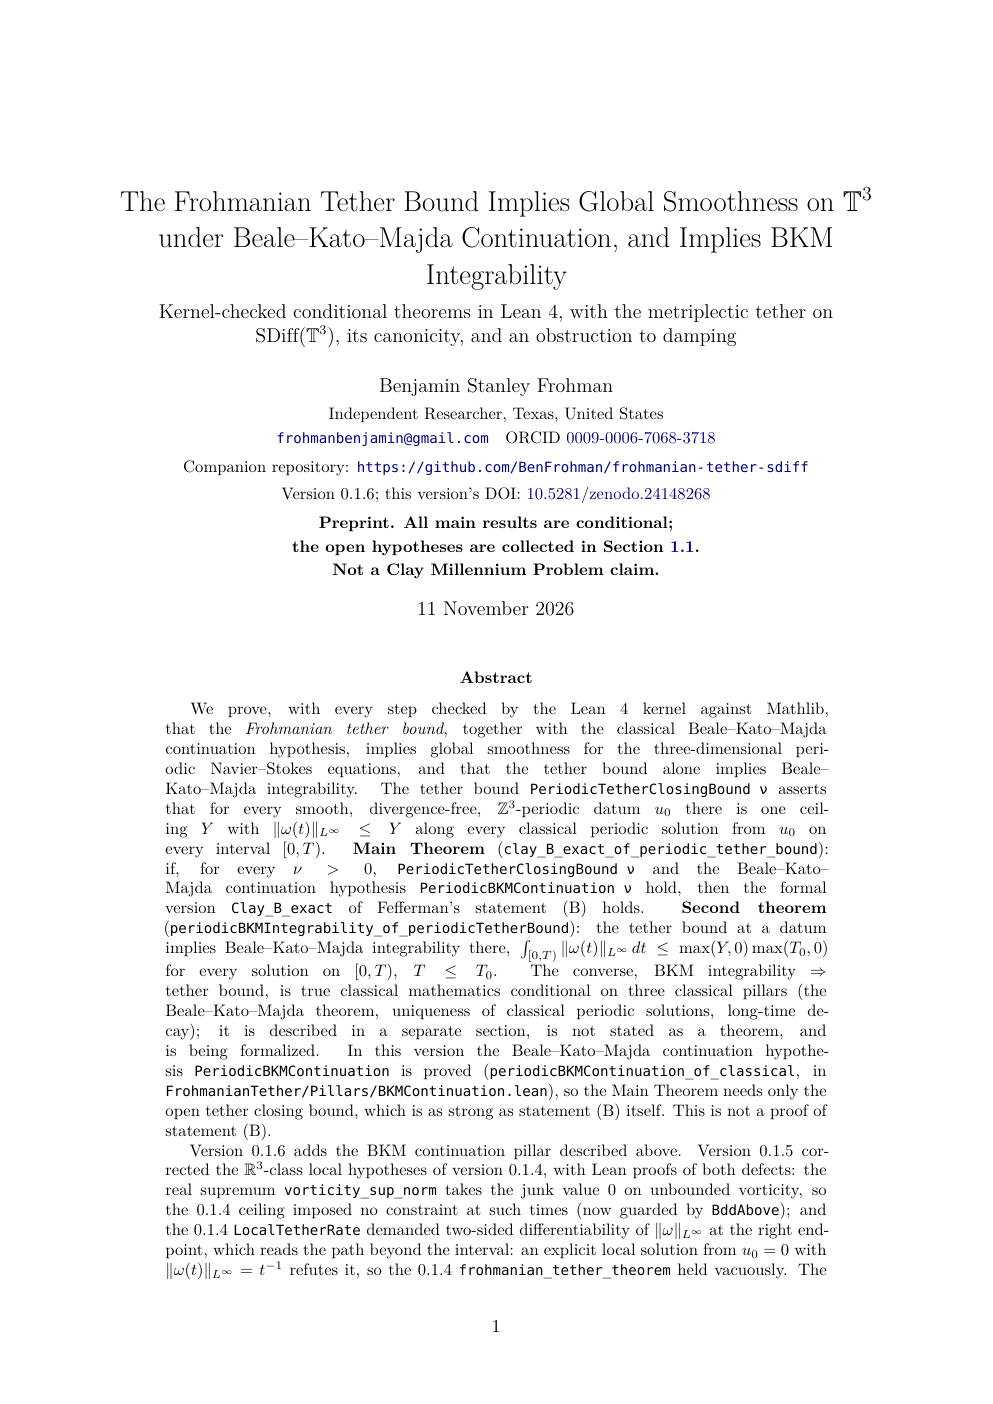 The Frohmanian Tether Bound Implies Global Smoothness on 𝕋³
under Beale–Kato–Majda Continuation, and Implies BKM
Integrability
Kernel-checked conditional theorems in Lean 4, with the metriplectic tether on
SDiff(𝕋³), its canonicity, and an obstruction to damping
Benjamin Stanley Frohman
Independent Researcher, Texas, United States
frohmanbenjamin@gmail.com ORCID 0009-0006-7068-3718
Companion repository: https://github.com/BenFrohman/frohmanian-tether-sdiff
Version 0.1.6; this version's DOI: 10.5281/zenodo.24148268
Preprint. All main results are conditional;
the open hypotheses are collected in Section 1.1.
Not a Clay Millennium Problem claim.
11 November 2026
Abstract
We prove, with every step checked by the Lean 4 kernel against Mathlib,
that the Frohmanian tether bound, together with the classical Beale–Kato–Majda
continuation hypothesis, implies global smoothness for the three-dimensional peri-
odic Navier–Stokes equations, and that the tether bound alone implies Beale–
Kato–Majda integrability. The tether bound PeriodicTetherClosingBound ν asserts
that for every smooth, divergence-free, ℤ³-periodic datum u₀ there is one ceil-
ing Y with ‖ω(t)‖_L∞ ≤ Y along every classical periodic solution from u₀ on
every interval [0, T). Main Theorem (clay_B_exact_of_periodic_tether_bound):
if, for every ν > 0, PeriodicTetherClosingBound ν and the Beale–Kato–
Majda continuation hypothesis PeriodicBKMContinuation ν hold, then the formal
version Clay_B_exact of Fefferman's statement (B) holds. Second theorem
(periodicBKMIntegrability_of_periodicTetherBound): the tether bound at a datum
implies Beale–Kato–Majda integrability there, ∫_[0,T) ‖ω(t)‖_L∞ dt ≤ max(Y, 0) max(T₀, 0)
for every solution on [0, T), T ≤ T₀. The converse, BKM integrability ⇒
tether bound, is true classical mathematics conditional on three classical pillars (the
Beale–Kato–Majda theorem, uniqueness of classical periodic solutions, long-time de-
cay); it is described in a separate section, is not stated as a theorem, and
is being formalized. In this version the Beale–Kato–Majda continuation hypothe-
sis PeriodicBKMContinuation is proved (periodicBKMContinuation_of_classical, in
FrohmanianTether/Pillars/BKMContinuation.lean), so the Main Theorem needs only the
open tether closing bound, which is as strong as statement (B) itself. This is not a proof of
statement (B).
Version 0.1.6 adds the BKM continuation pillar described above. Version 0.1.5 cor-
rected the ℝ³-class local hypotheses of version 0.1.4, with Lean proofs of both defects: the
real supremum vorticity_sup_norm takes the junk value 0 on unbounded vorticity, so
the 0.1.4 ceiling imposed no constraint at such times (now guarded by BddAbove); and
the 0.1.4 LocalTetherRate demanded two-sided differentiability of ‖ω‖_L∞ at the right end-
point, which reads the path beyond the interval: an explicit local solution from u₀ = 0 with
‖ω(t)‖_L∞ = t⁻¹ refutes it, so the 0.1.4 frohmanian_tether_theorem held vacuously. The
1